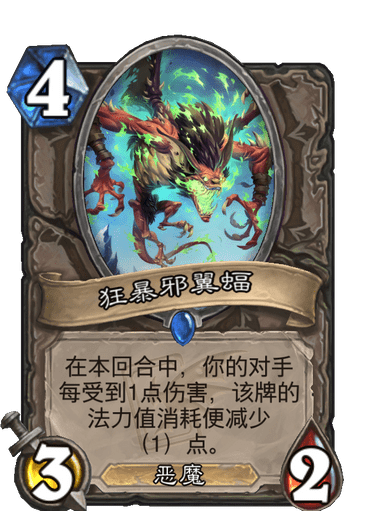 4
狂暴邪翼蝠
在本回合中，你的对手
每受到1点伤害，该牌的
法力值消耗便减少
（1）点。
3
恶魔
2